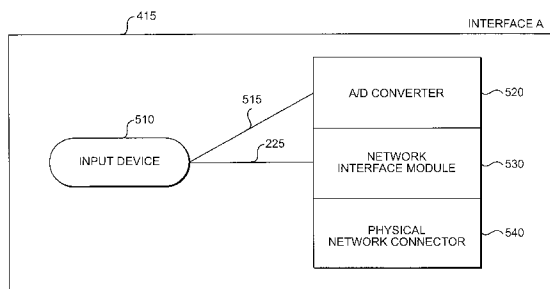 415
INTERFACE A
510
INPUT DEVICE
515
225
A/D CONVERTER
520
NETWORK
INTERFACE MODULE
530
PHYSICAL
NETWORK CONNECTOR
540